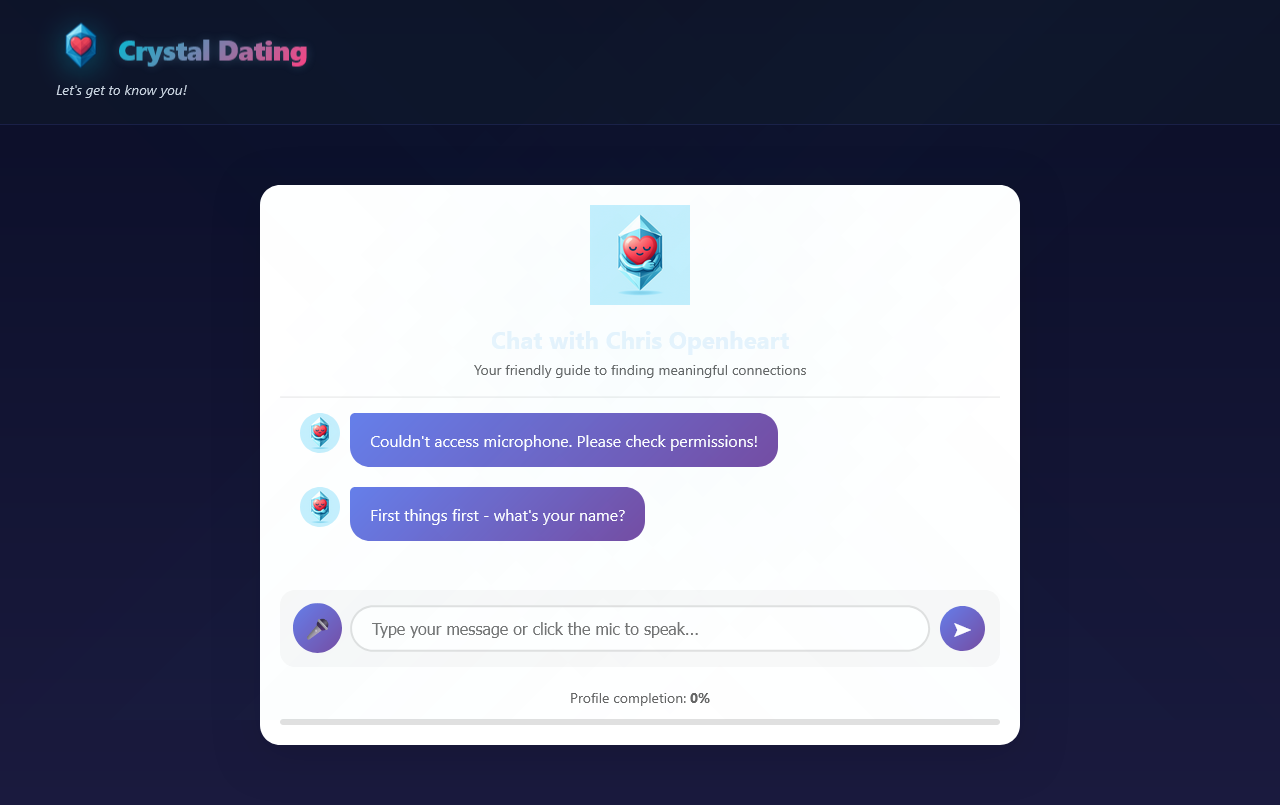 Crystal Dating
Let's get to know you!
Chat with Chris Openheart
Your friendly guide to finding meaningful connections
Couldn't access microphone. Please check permissions!
First things first - what's your name?
Type your message or click the mic to speak...
Profile completion: 0%